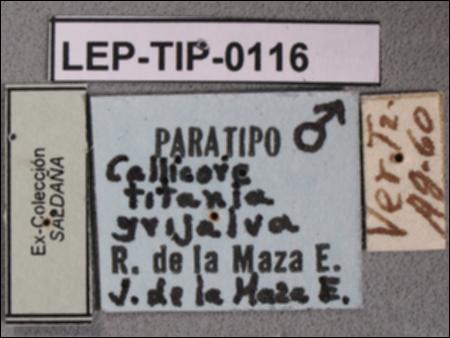 LEP-TIP-0116
Ex-Colección
SALDAÑA
PARATIPO ♂
Callicore
titania
grijalva
R. de la Maza E.
J. de la Maza E.
Ver. Tz.
Ag-60